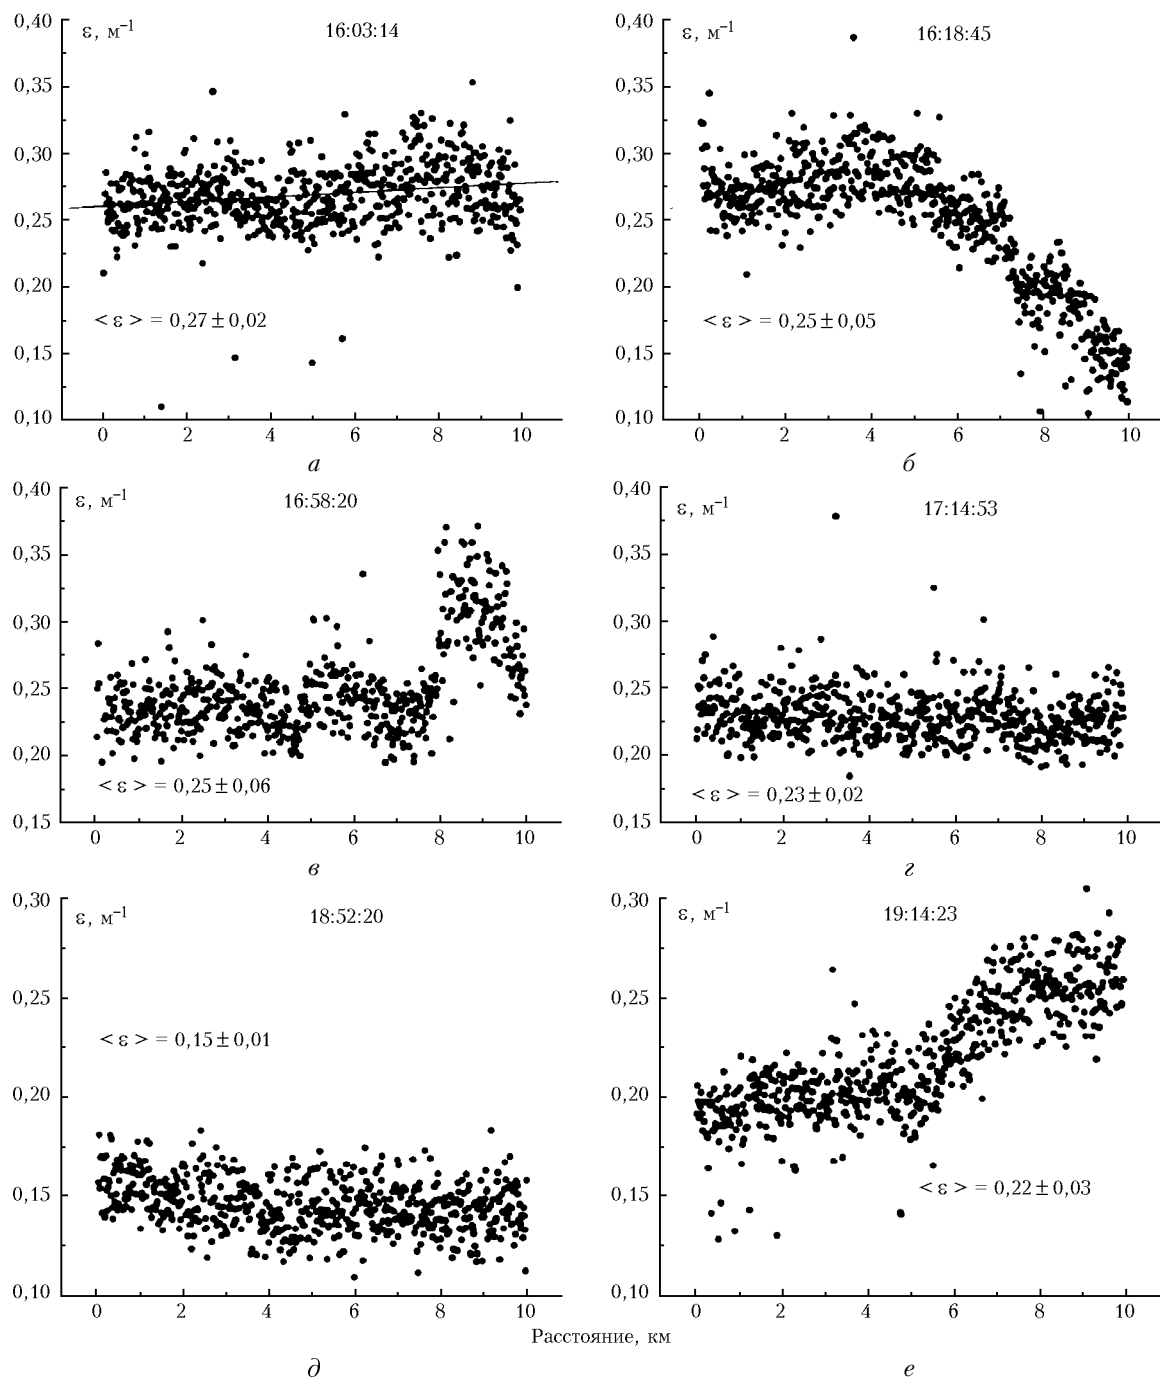 ε, м⁻¹
16:03:14
0,40
0,35
0,30
0,25
0,20
0,15
0,10
<ε> = 0,27±0,02
0 2 4 6 8 10
а
ε, м⁻¹
16:18:45
0,40
0,35
0,30
0,25
0,20
0,15
0,10
<ε> = 0,25±0,05
0 2 4 6 8 10
б
ε, м⁻¹
16:58:20
0,40
0,35
0,30
0,25
0,20
0,15
<ε> = 0,25±0,06
0 2 4 6 8 10
в
ε, м⁻¹
17:14:53
0,40
0,35
0,30
0,25
0,20
0,15
<ε> = 0,23±0,02
0 2 4 6 8 10
г
ε, м⁻¹
18:52:20
0,30
0,25
0,20
0,15
0,10
<ε> = 0,15±0,01
0 2 4 6 8 10
д
ε, м⁻¹
19:14:23
0,30
0,25
0,20
0,15
0,10
<ε> = 0,22±0,03
0 2 4 6 8 10
Расстояние, км
е